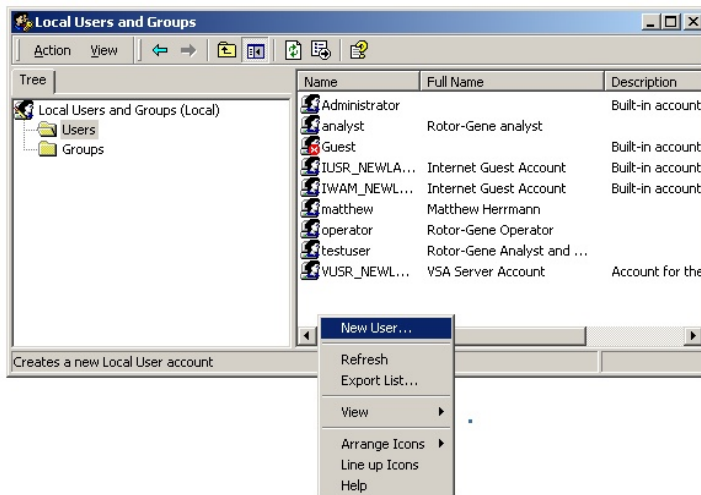 Local Users and Groups
Action View
Tree
Name Full Name Description
Local Users and Groups (Local)
Users
Groups
Administrator Built-in account
analyst Rotor-Gene analyst
Guest Built-in account
IUSR_NEWLA... Internet Guest Account Built-in account
IWAM_NEWL... Internet Guest Account Built-in account
matthew Matthew Herrmann
operator Rotor-Gene Operator
testuser Rotor-Gene Analyst and ...
VUSR_NEWL... VSA Server Account Account for the
New User...
Creates a new Local User account
Refresh
Export List...
View
Arrange Icons
Line up Icons
Help